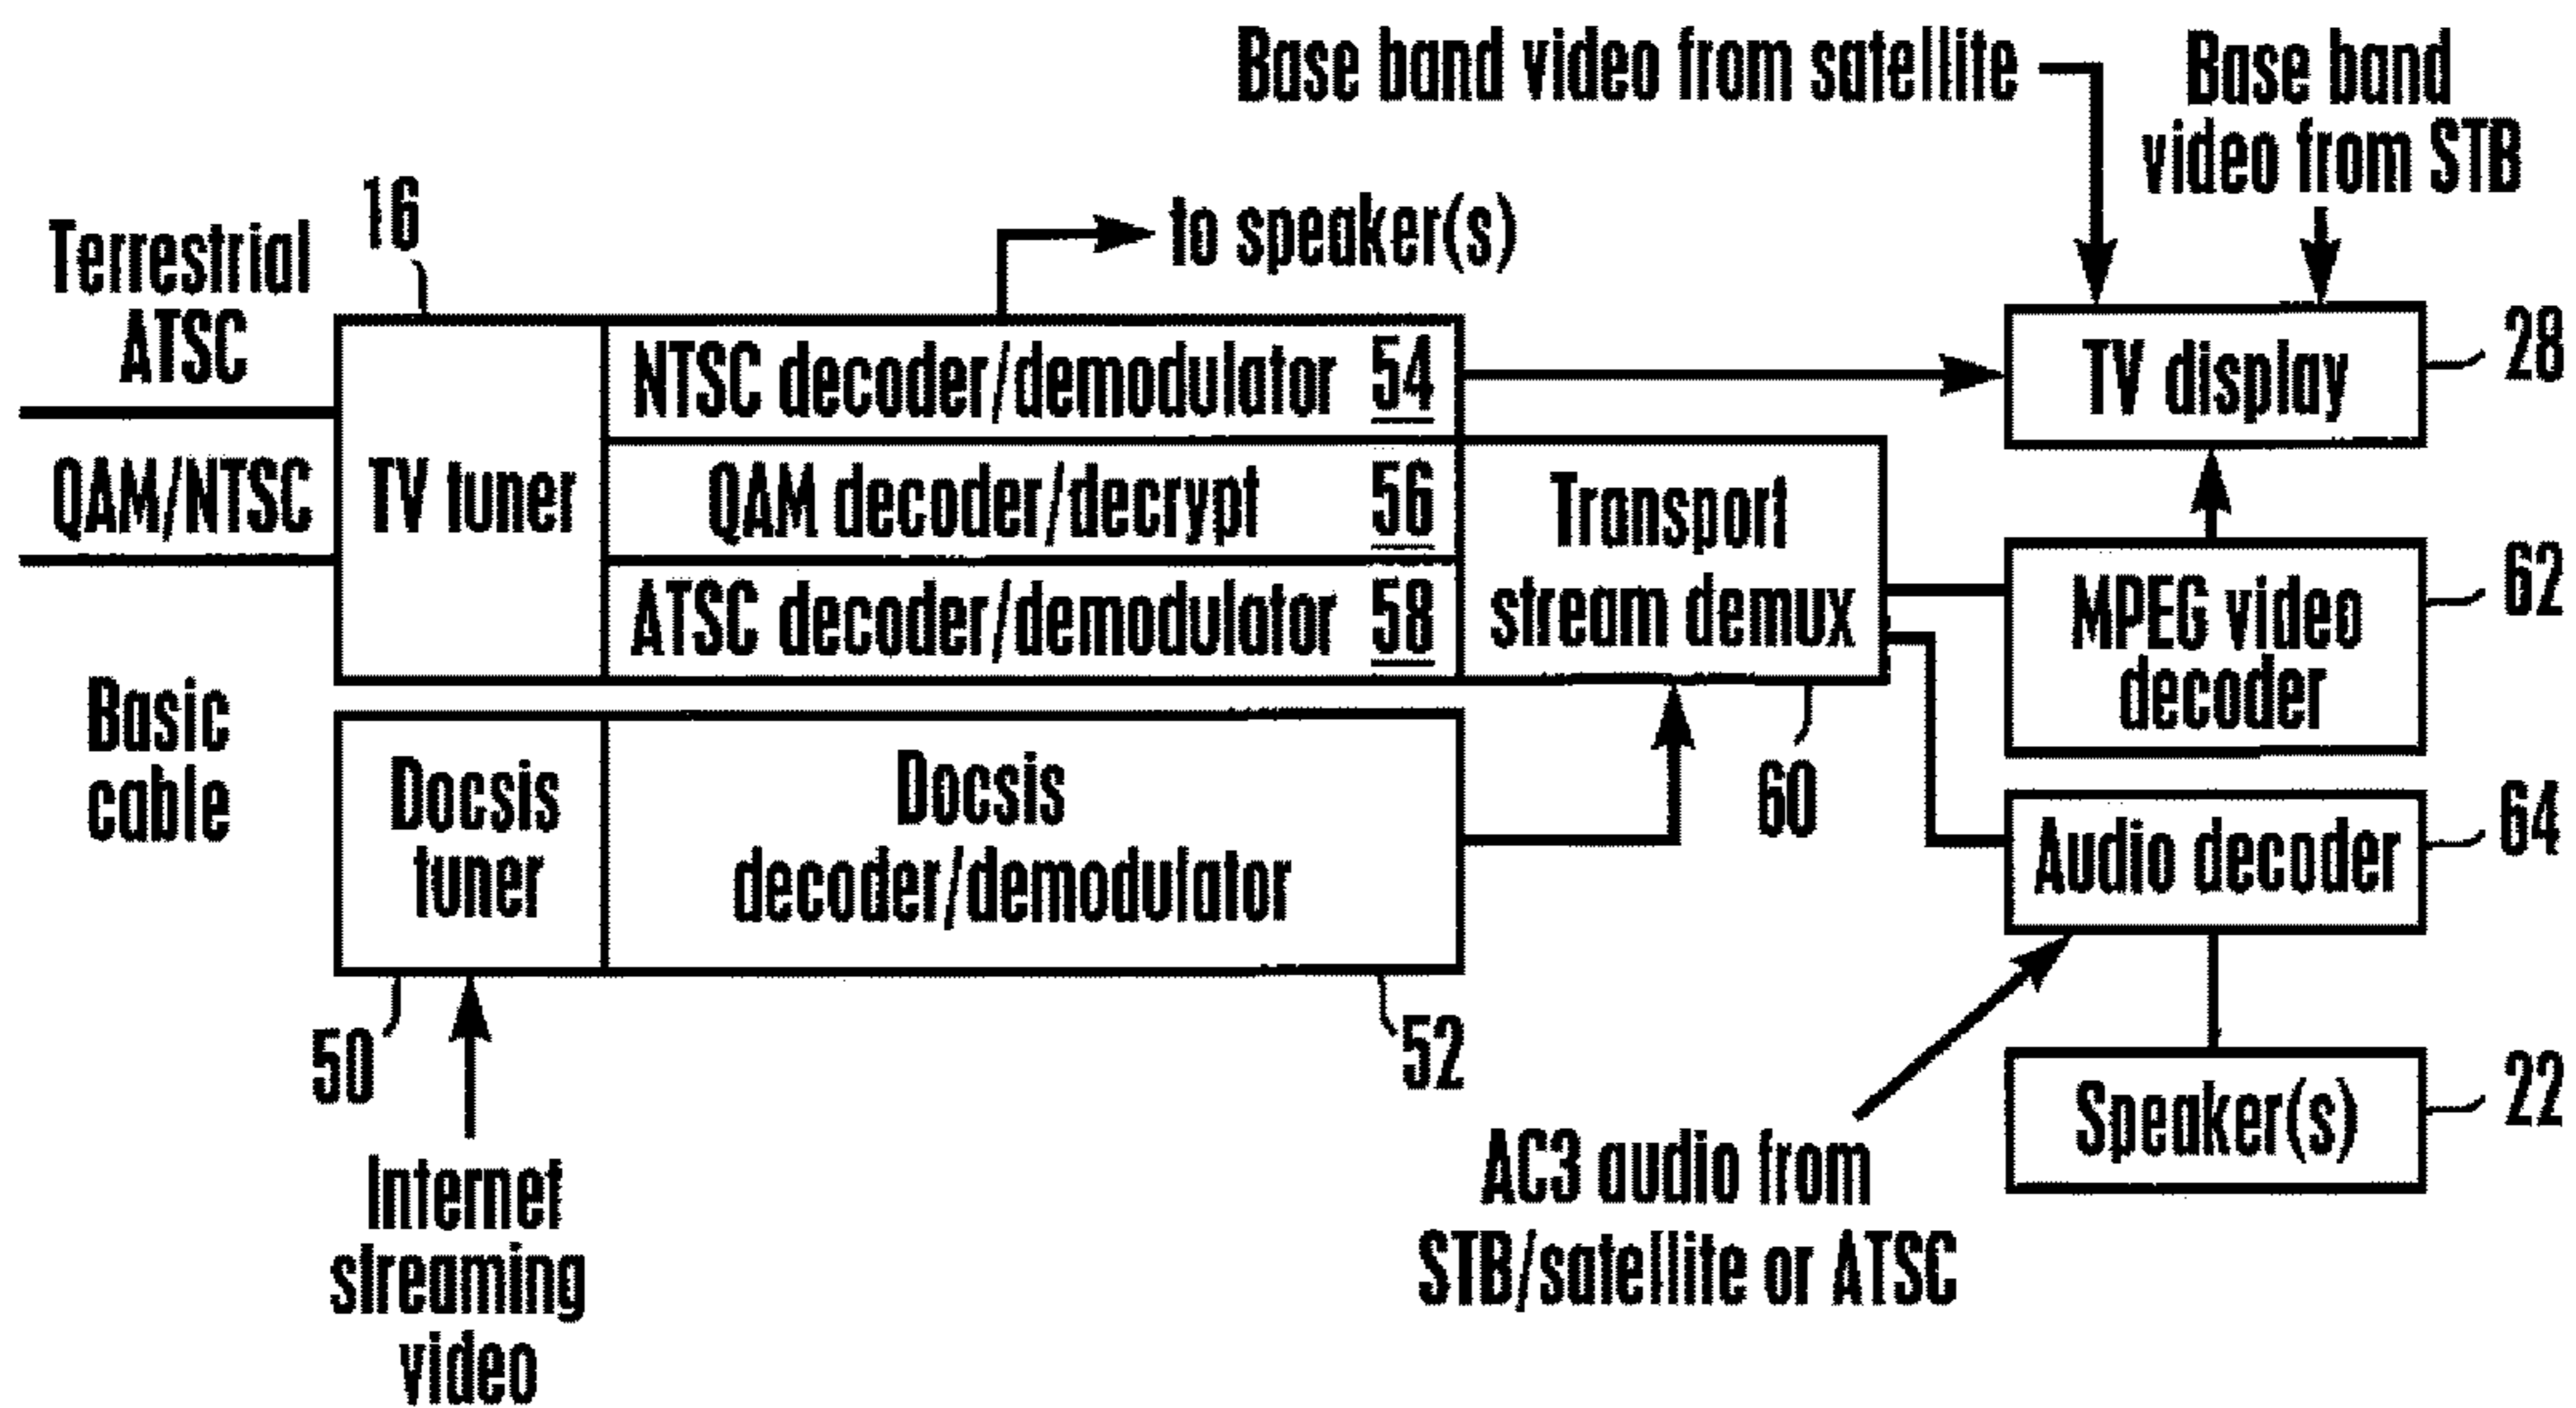 Base band video from satellite
Base band
video from STB
16
to speaker(s)
Terrestrial
ATSC
QAM/NTSC
Basic
cable
TV tuner
NTSC decoder/demodulator 54
QAM decoder/decrypt 56
ATSC decoder/demodulator 58
Transport
stream demux
60
TV display
28
MPEG video
decoder
62
Audio decoder
64
Speaker(s)
22
Docsis
tuner
50
Docsis
decoder/demodulator
52
Internet
streaming
video
AC3 audio from
STB/satellite or ATSC